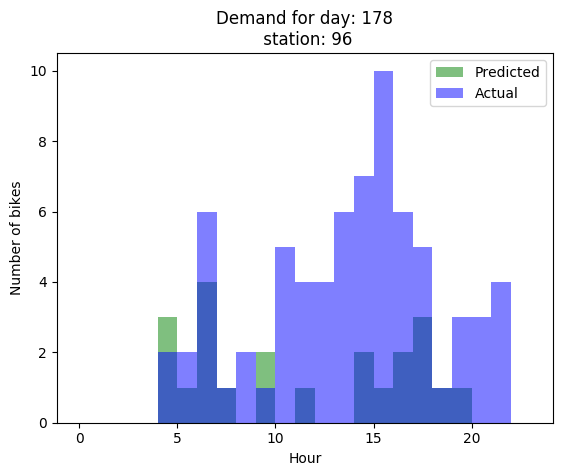 Demand for day: 178
station: 96
Predicted
Actual
Number of bikes
10
8
6
4
2
0
0 5 10 15 20
Hour